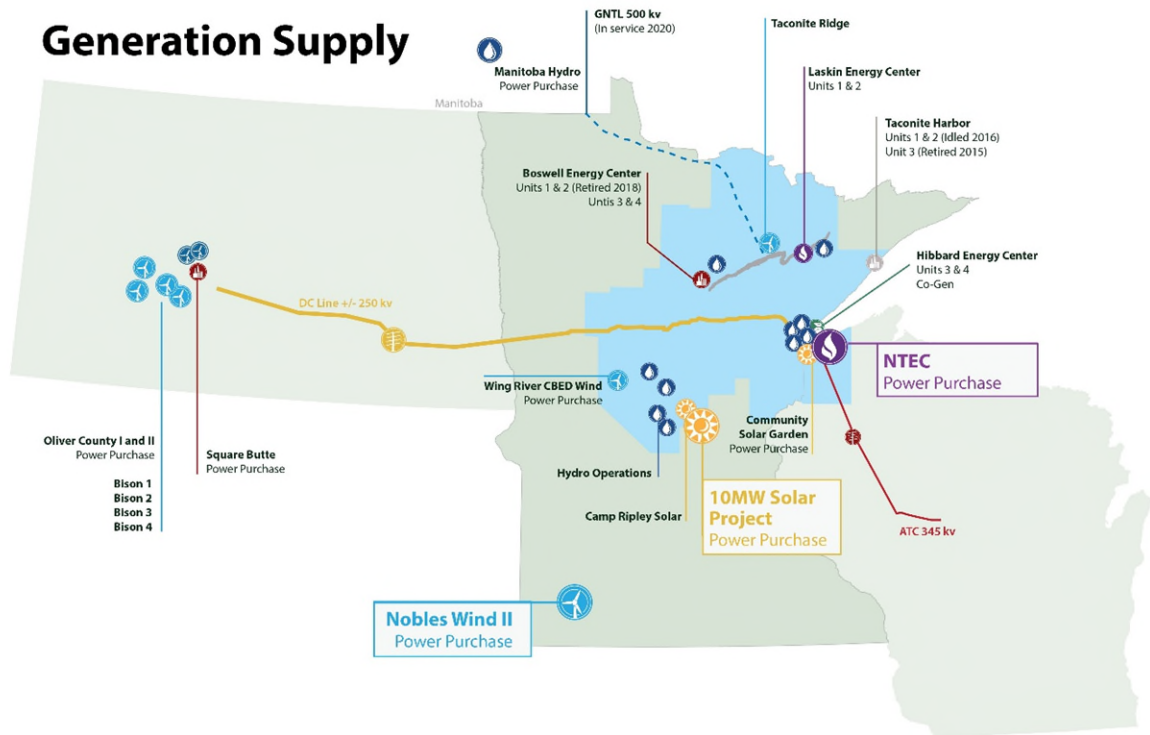 Generation Supply
GNTL 500 kv
(In service 2020)
Taconite Ridge
Manitoba Hydro
Power Purchase
Laskin Energy Center
Units 1 & 2
Manitoba
Taconite Harbor
Units 1 & 2 (Idled 2016)
Unit 3 (Retired 2015)
Boswell Energy Center
Units 1 & 2 (Retired 2018)
Untis 3 & 4
Hibbard Energy Center
Units 3 & 4
Co-Gen
DC Line +/- 250 kv
NTEC
Power Purchase
Wing River CBED Wind
Power Purchase
Community
Solar Garden
Power Purchase
Oliver County I and II
Power Purchase
Square Butte
Power Purchase
Bison 1
Bison 2
Bison 3
Bison 4
Hydro Operations
10MW Solar
Project
Power Purchase
Camp Ripley Solar
ATC 345 kv
Nobles Wind II
Power Purchase